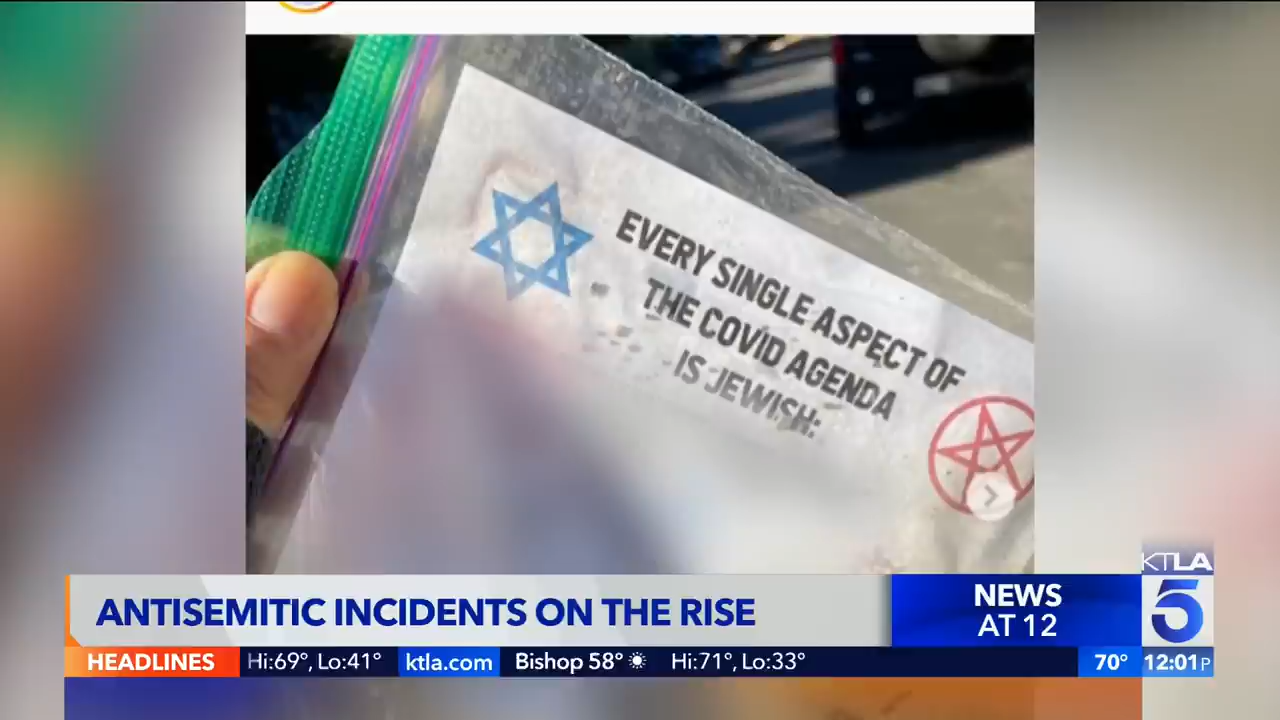 EVERY SINGLE ASPECT OF
THE COVID AGENDA
IS JEWISH:
ANTISEMITIC INCIDENTS ON THE RISE
NEWS
AT 12
KTLA
5
HEADLINES
Hi:69°, Lo:41°
ktla.com
Bishop 58°
Hi:71°, Lo:33°
70°
12:01P